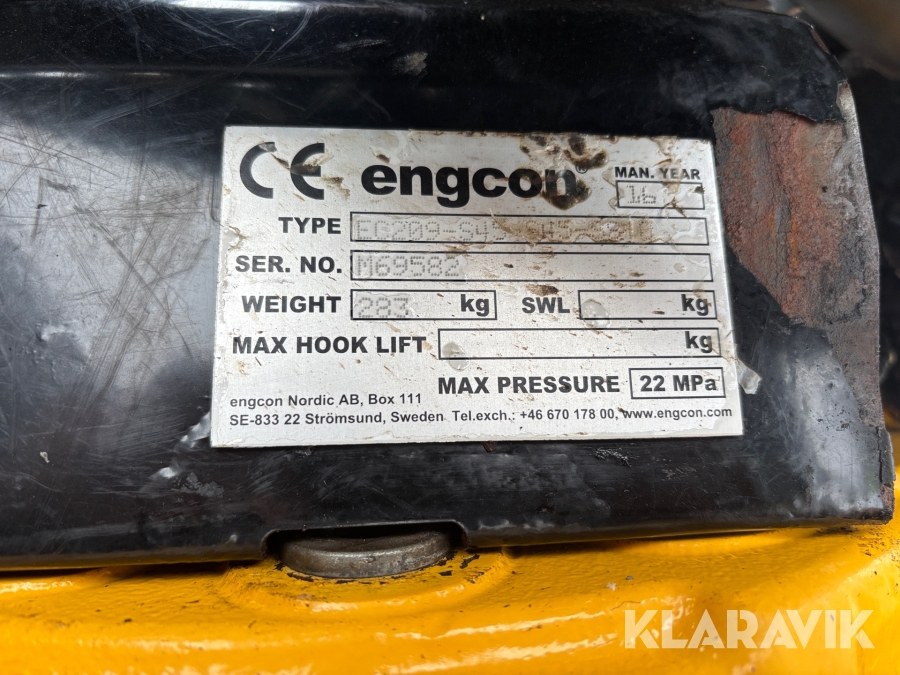 CE engcon® MAN. YEAR
16
TYPE EC209-S45
SER. NO. M69582
WEIGHT 283 kg SWL kg
MAX HOOK LIFT kg
MAX PRESSURE 22 MPa
engcon Nordic AB, Box 111
SE-833 22 Strömsund, Sweden Tel.exch.: +46 670 178 00, www.engcon.com
KLARAVIK